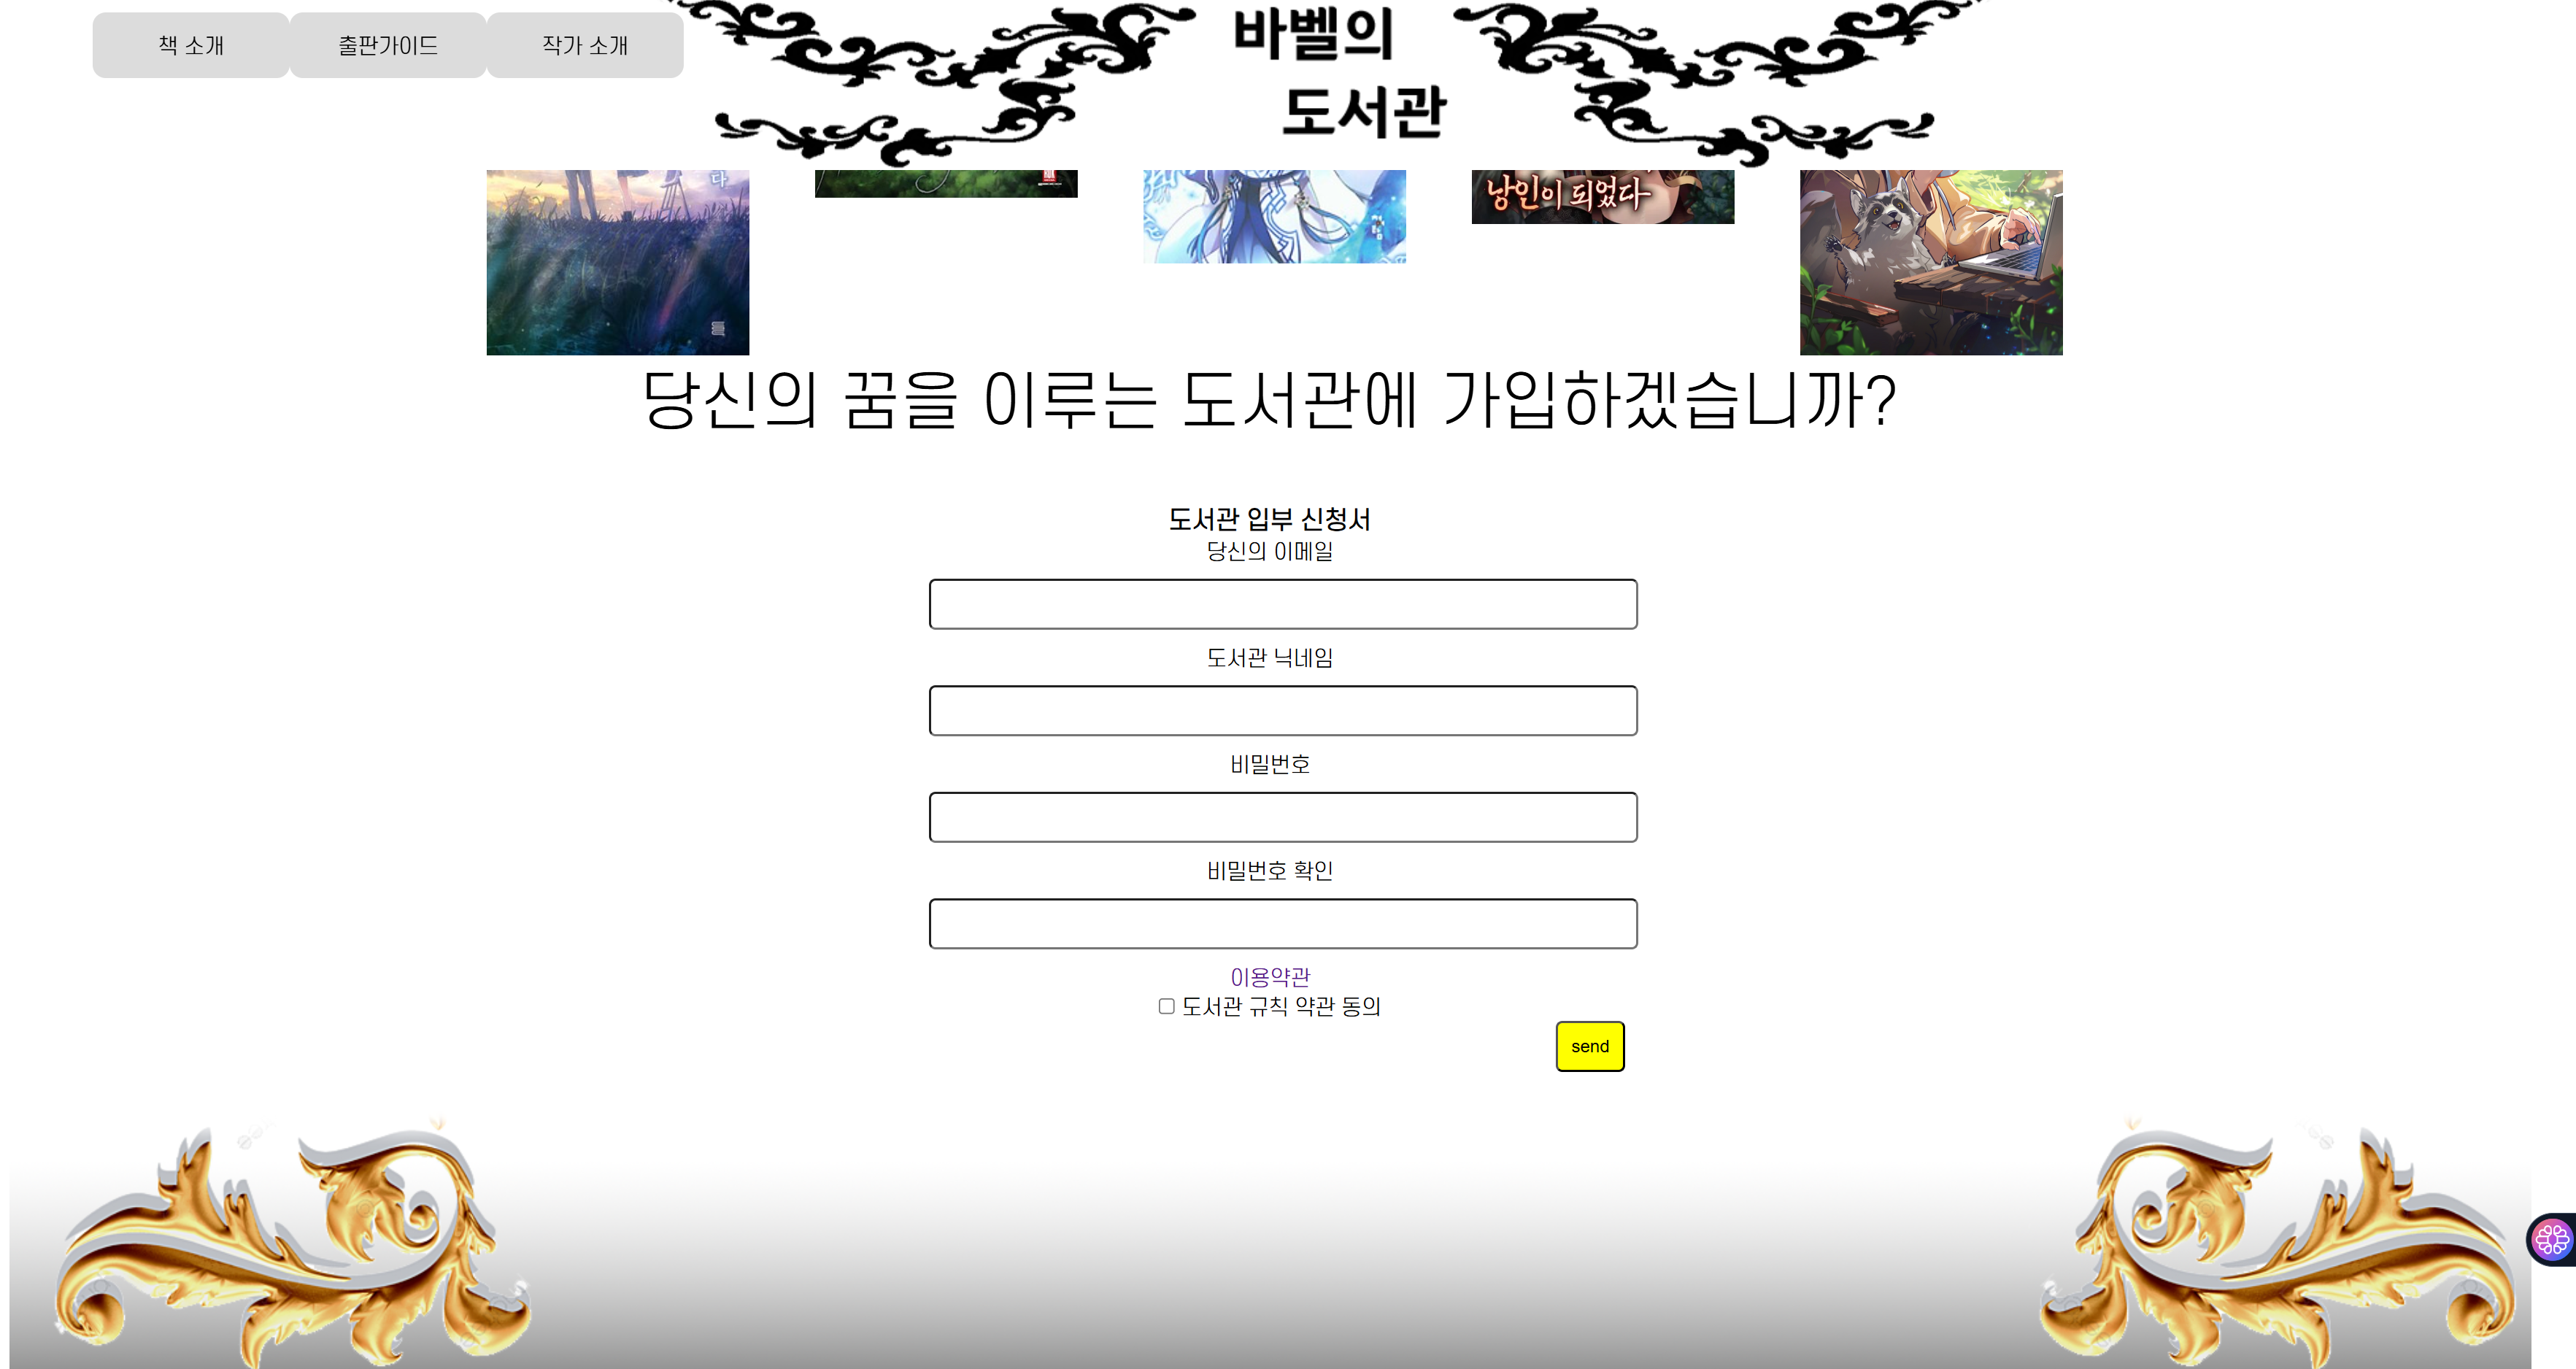 책 소개
출판가이드
작가 소개
바벨의
도서관
다
낭인이 되었다
당신의 꿈을 이루는 도서관에 가입하겠습니까?
도서관 입부 신청서
당신의 이메일
도서관 닉네임
비밀번호
비밀번호 확인
이용약관
도서관 규칙 약관 동의
send